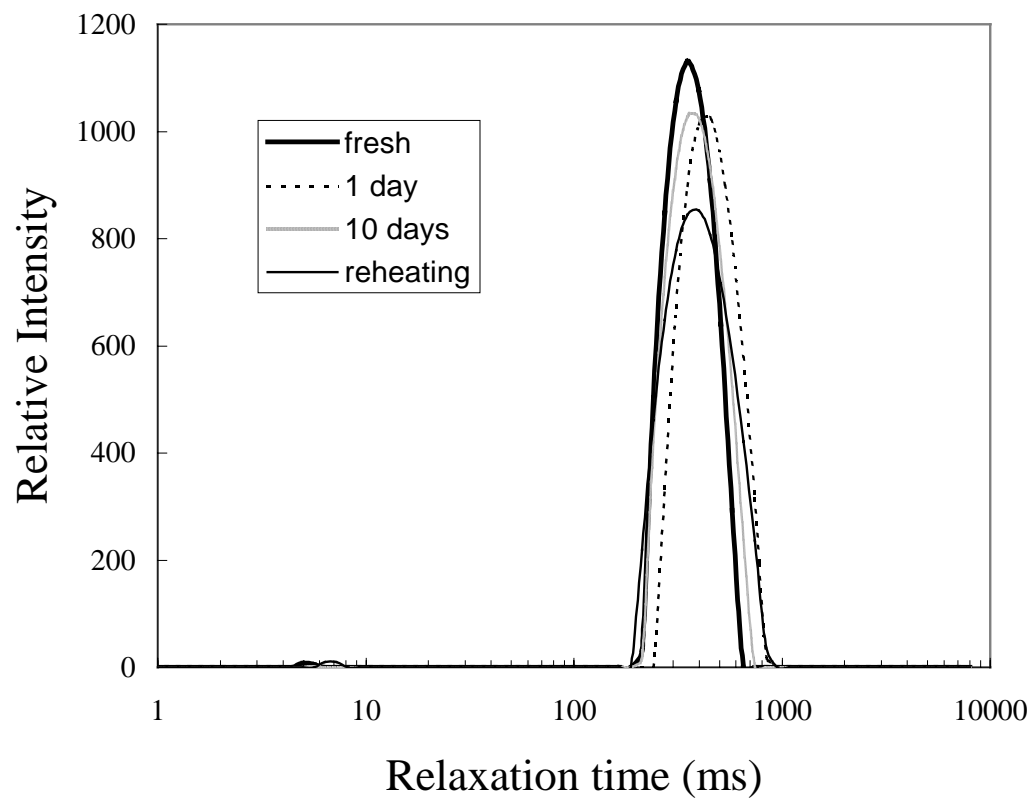 1200
1000
800
600
400
200
0
Relative Intensity
fresh
1 day
10 days
reheating
1 10 100 1000 10000
Relaxation time (ms)